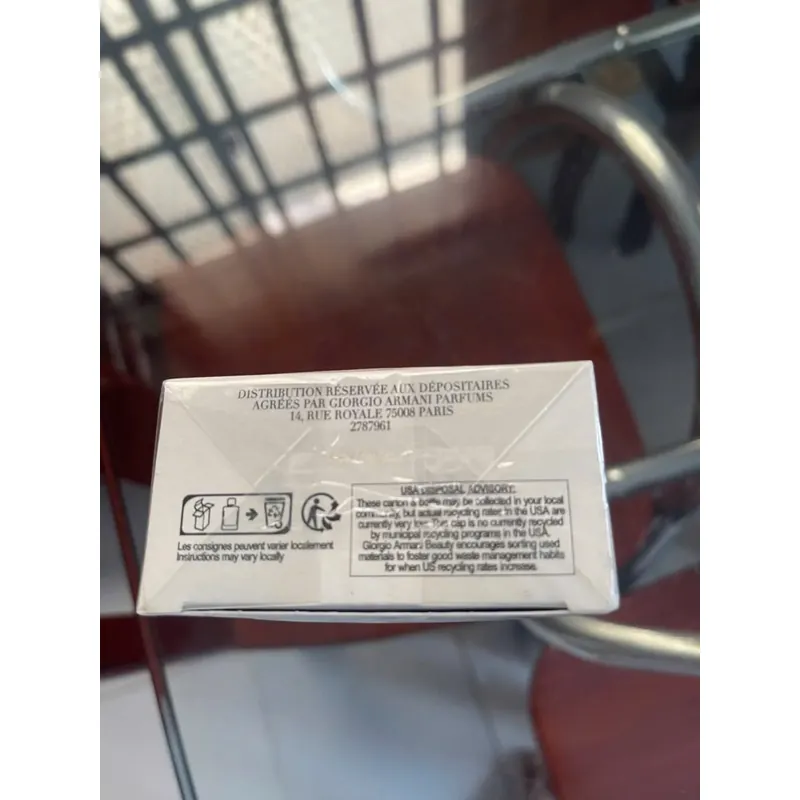 DISTRIBUTION RÉSERVÉE AUX DÉPOSITAIRES
AGRÉÉS PAR GIORGIO ARMANI PARFUMS
14, RUE ROYALE 75008 PARIS
2787961
Les consignes peuvent varier localement
Instructions may vary locally
USA DISPOSAL ADVISORY:
These carton & bottle may be collected in your local
community, but actual recycling rates in the USA are
currently very low. The cap is no currently recycled
by municipal recycling programs in the USA.
Giorgio Armani Beauty encourages sorting used
materials to foster good waste management habits
for when US recycling rates increase.